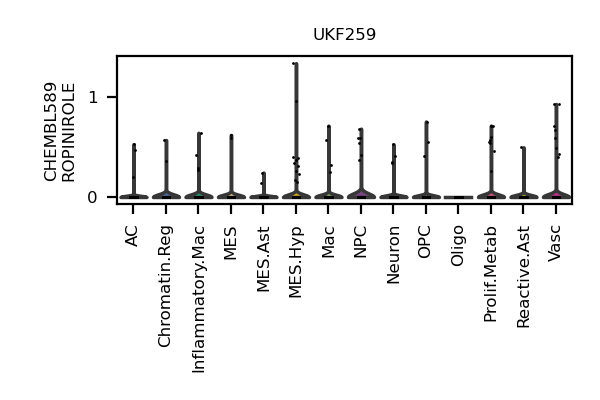 UKF259
CHEMBL589
ROPINIROLE
1
0
AC
Chromatin.Reg
Inflammatory.Mac
MES
MES.Ast
MES.Hyp
Mac
NPC
Neuron
OPC
Oligo
Prolif.Metab
Reactive.Ast
Vasc